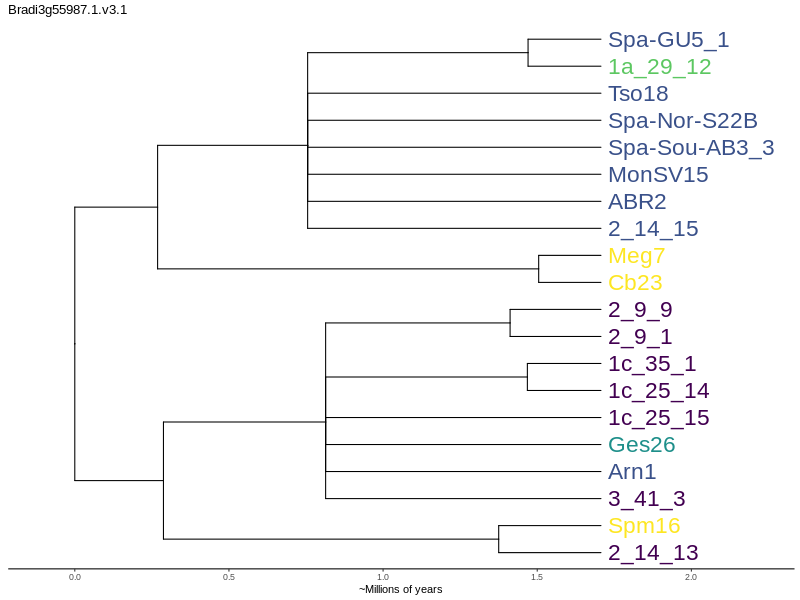 Bradi3g55987.1.v3.1
Spa-GU5_1
1a_29_12
Tso18
Spa-Nor-S22B
Spa-Sou-AB3_3
MonSV15
ABR2
2_14_15
Meg7
Cb23
2_9_9
2_9_1
1c_35_1
1c_25_14
1c_25_15
Ges26
Arn1
3_41_3
Spm16
2_14_13
0.0 0.5 1.0 1.5 2.0
~Millions of years